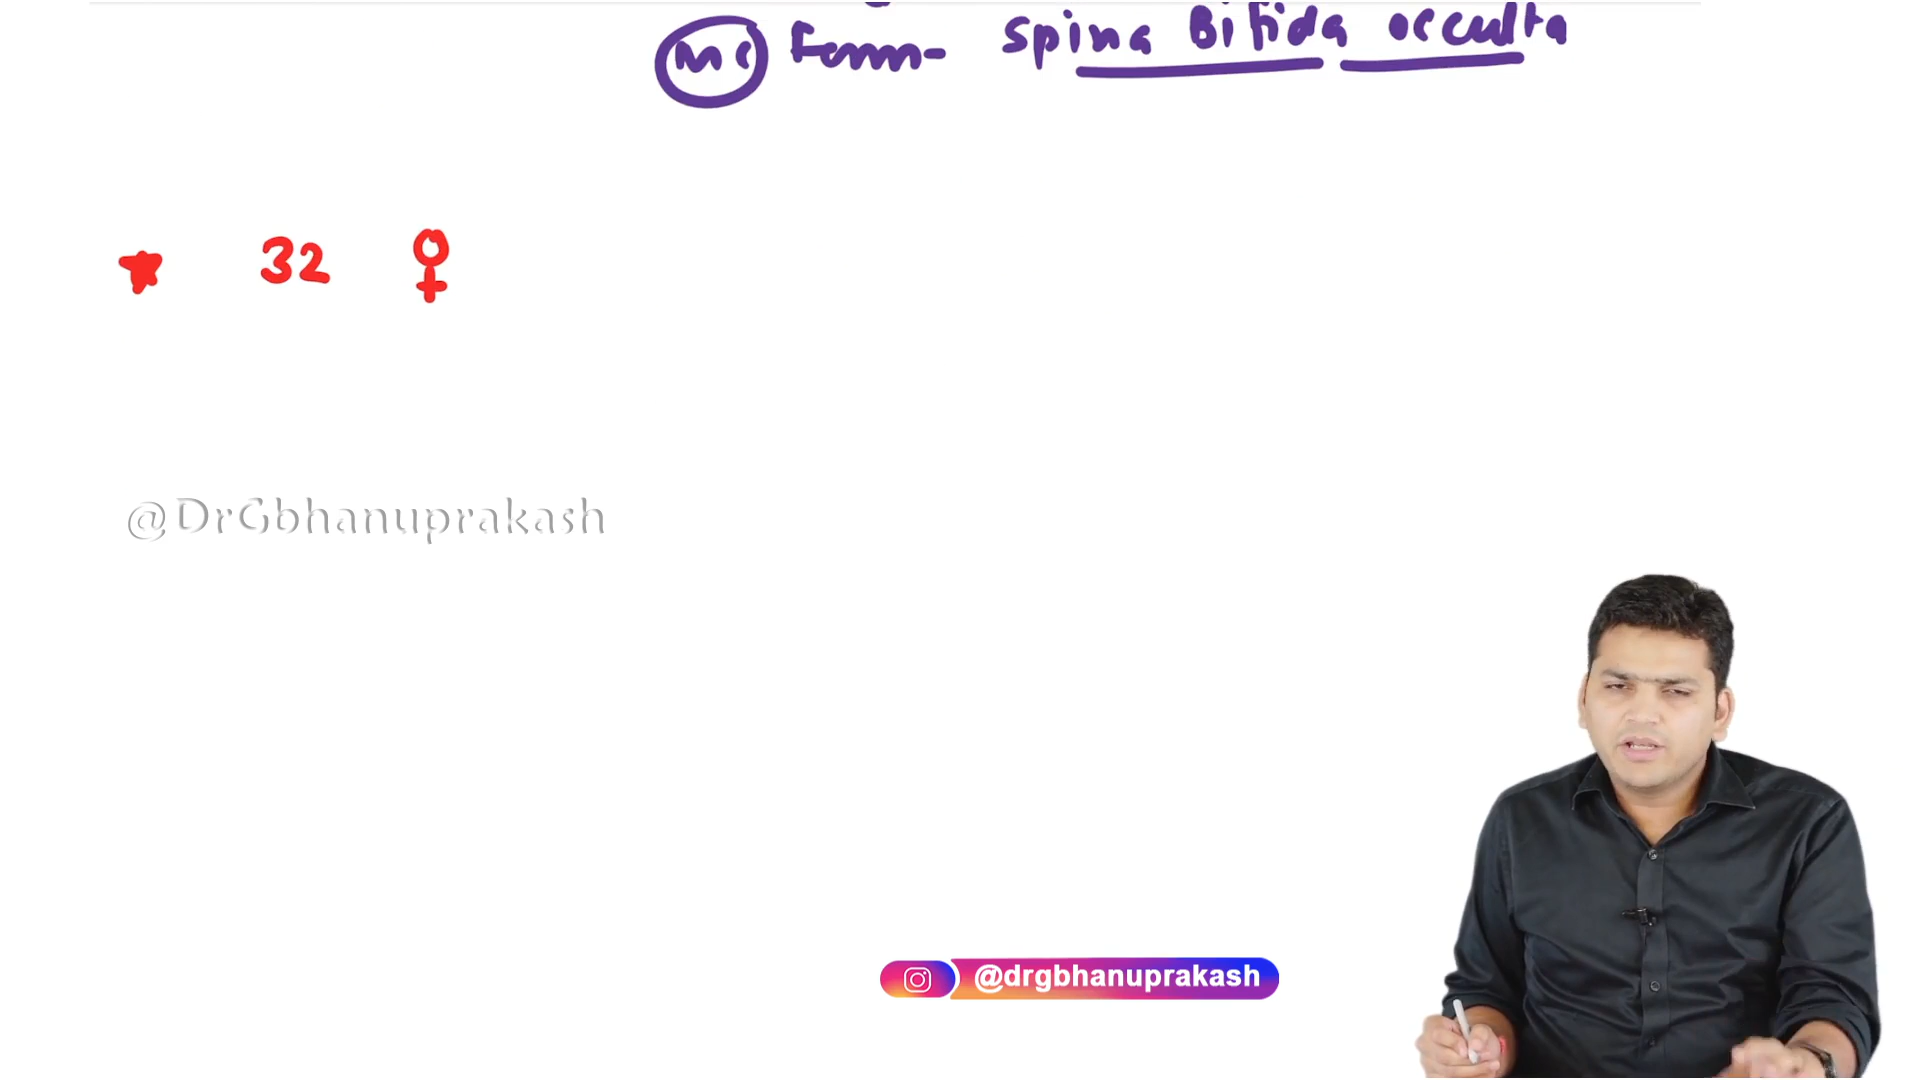 MC Form - Spina Bifida occulta
32 ♀
@DrGbhanuprakash
@drgbhanuprakash